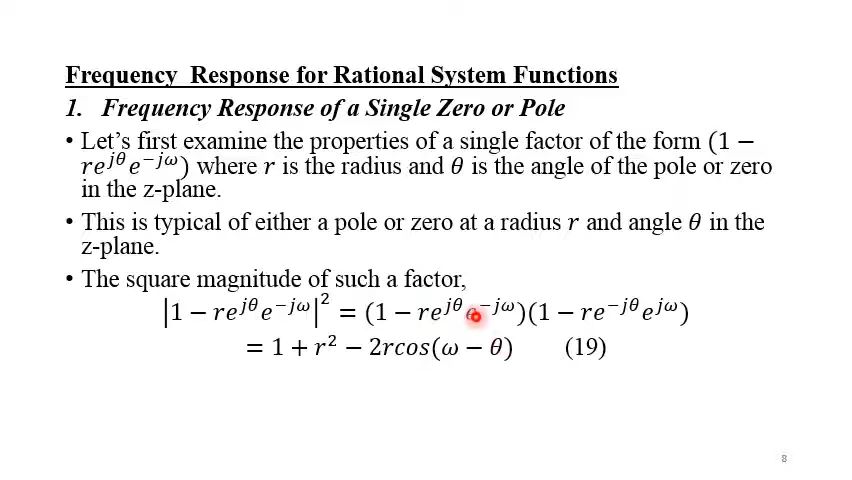 Frequency Response for Rational System Functions
1. Frequency Response of a Single Zero or Pole
• Let's first examine the properties of a single factor of the form (1 −
re^{jθ}e^{−jω}) where r is the radius and θ is the angle of the pole or zero
in the z-plane.
• This is typical of either a pole or zero at a radius r and angle θ in the
z-plane.
• The square magnitude of such a factor,
|1 − re^{jθ}e^{−jω}|^2 = (1 − re^{jθ}e^{−jω})(1 − re^{−jθ}e^{jω})
= 1 + r^2 − 2rcos(ω − θ) (19)
8